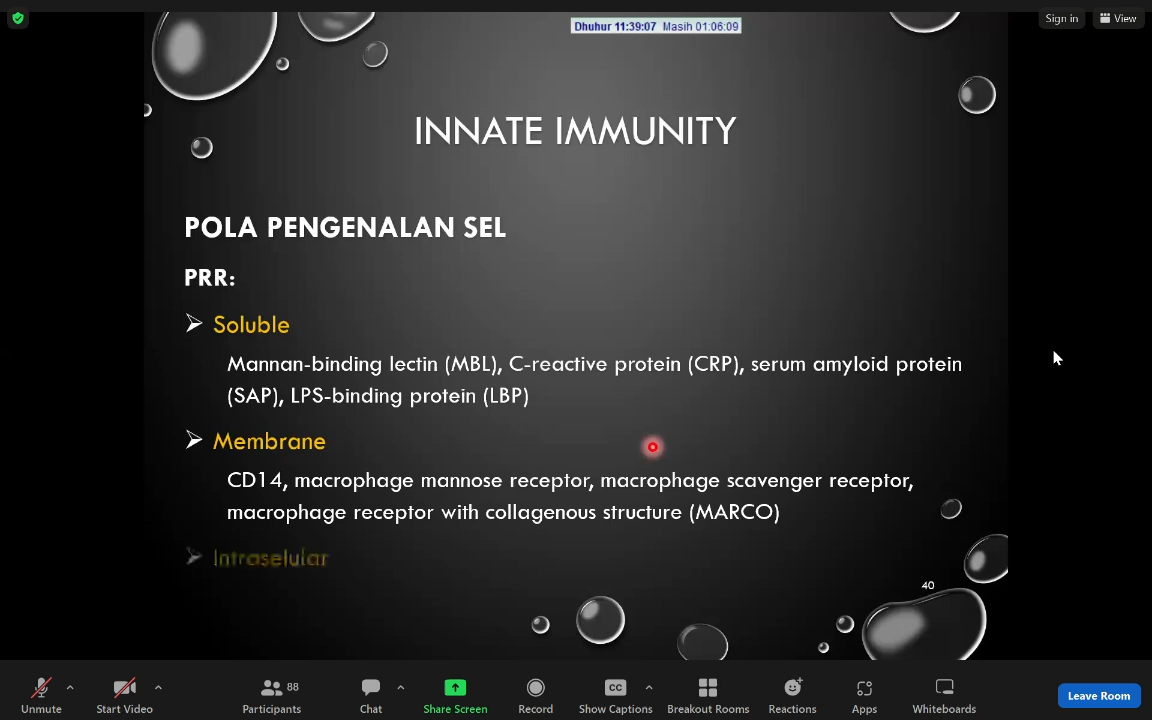 Dhuhur 11:39:07 Masih 01:06:09
Sign in
View
INNATE IMMUNITY
POLA PENGENALAN SEL
PRR:
Soluble
Mannan-binding lectin (MBL), C-reactive protein (CRP), serum amyloid protein
(SAP), LPS-binding protein (LBP)
Membrane
CD14, macrophage mannose receptor, macrophage scavenger receptor,
macrophage receptor with collagenous structure (MARCO)
Intraselular
40
88
CC
Unmute
Start Video
Participants
Chat
Share Screen
Record
Show Captions
Breakout Rooms
Reactions
Apps
Whiteboards
Leave Room